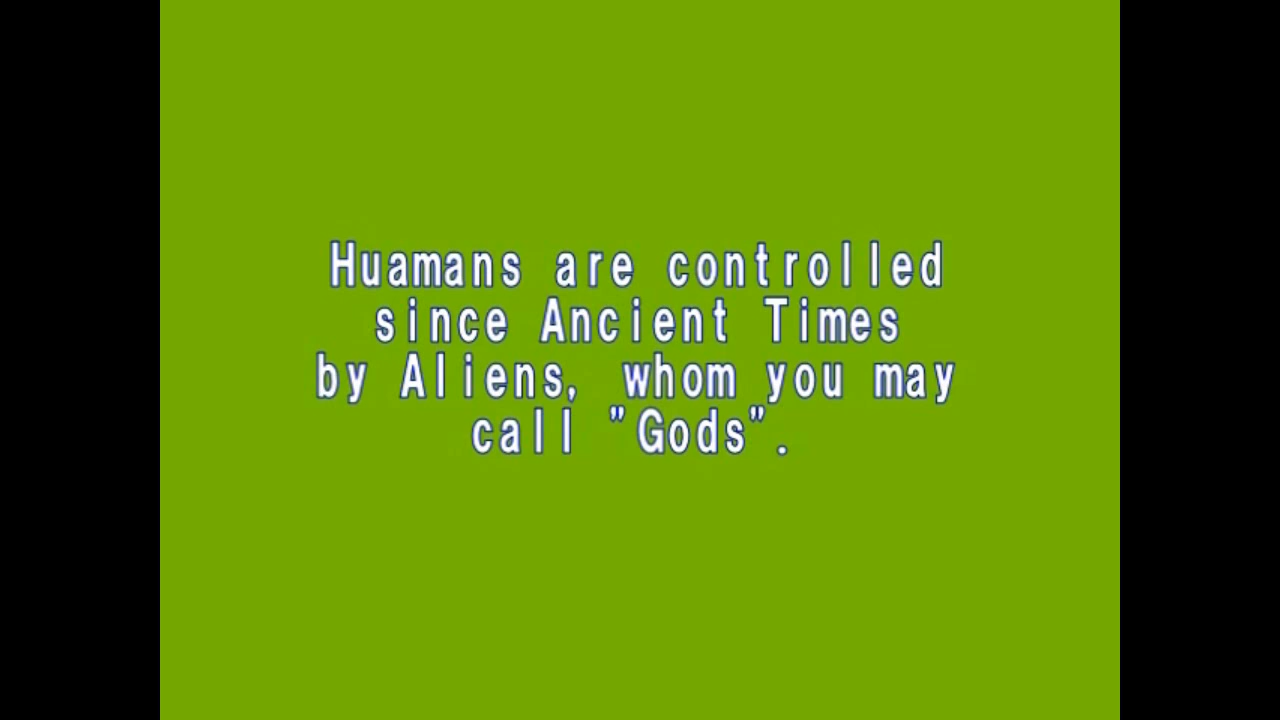 Huamans are controlled
since Ancient Times
by Aliens, whom you may
call "Gods".